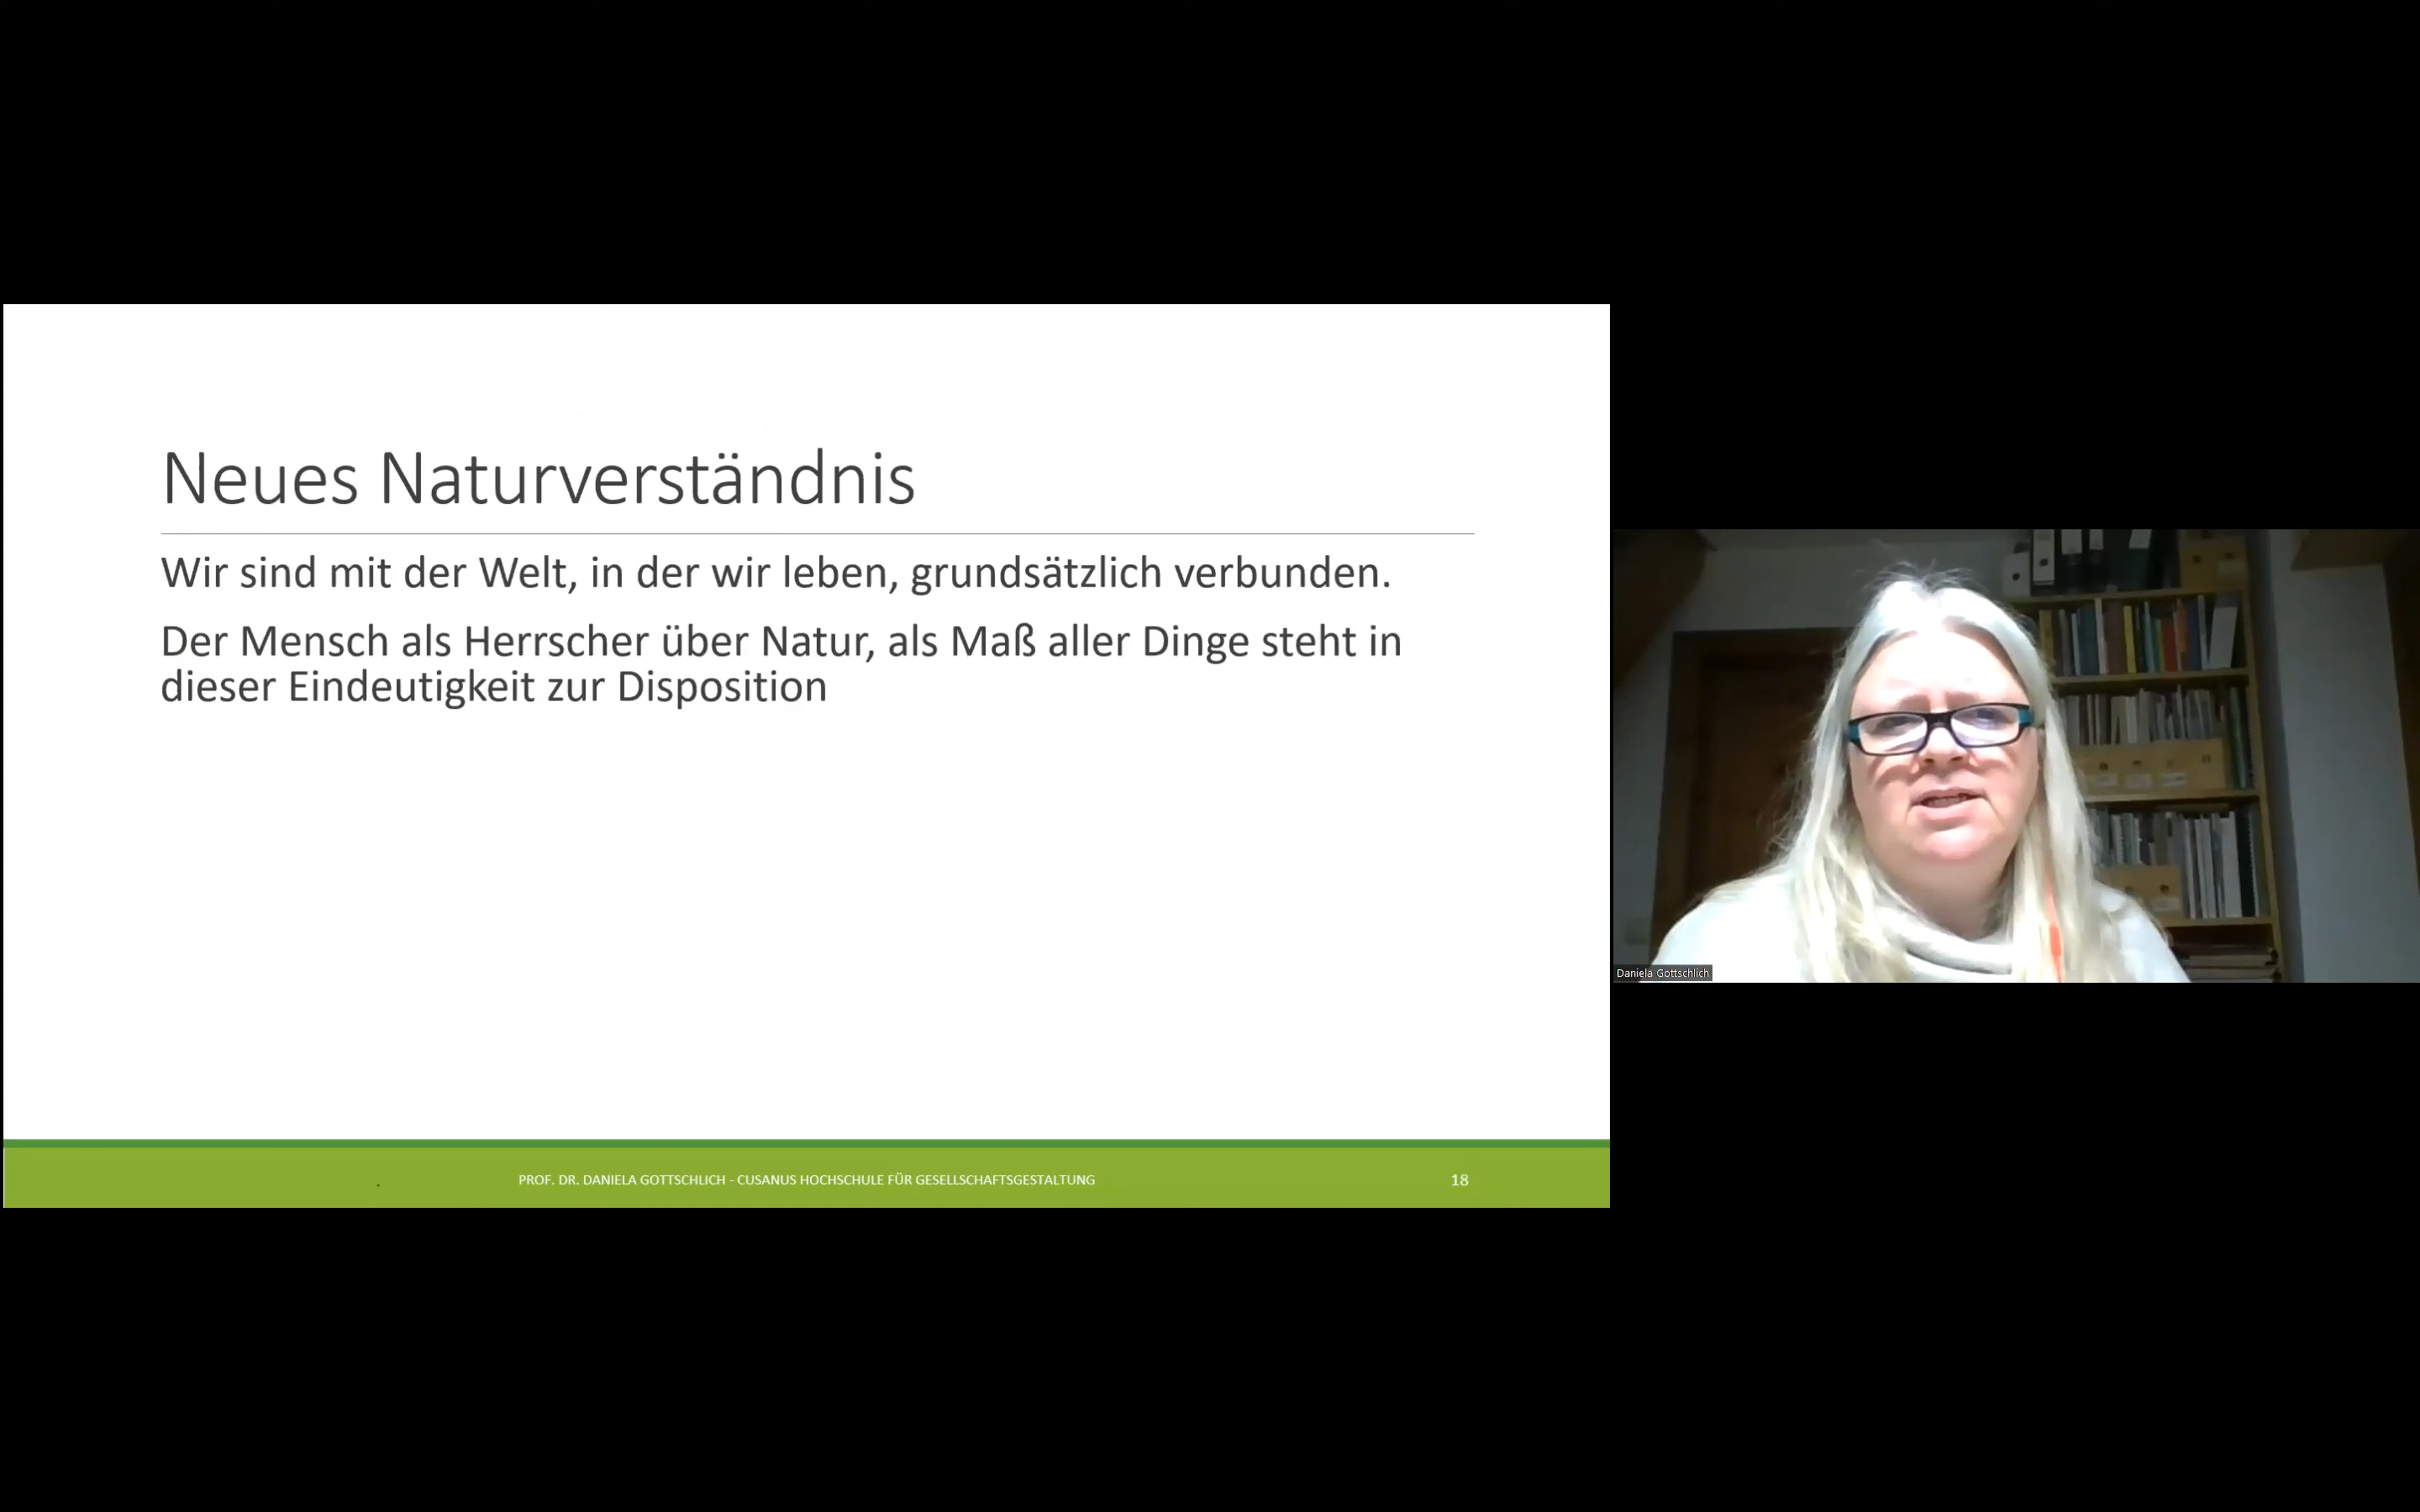 Neues Naturverständnis
Wir sind mit der Welt, in der wir leben, grundsätzlich verbunden.
Der Mensch als Herrscher über Natur, als Maß aller Dinge steht in
dieser Eindeutigkeit zur Disposition
Daniela Gottschlich
PROF. DR. DANIELA GOTTSCHLICH - CUSANUS HOCHSCHULE FÜR GESELLSCHAFTSGESTALTUNG
18